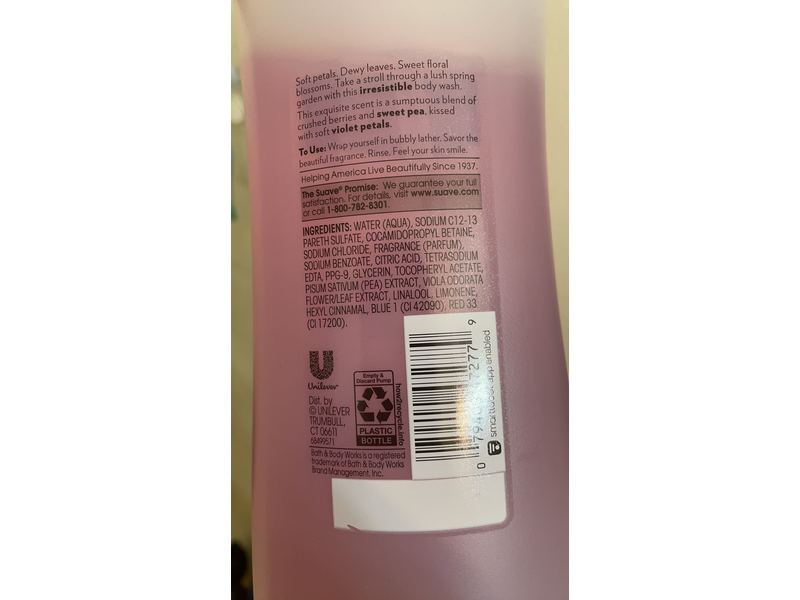 Soft petals. Dewy leaves. Sweet floral
blossoms. Take a stroll through a lush spring
garden with this irresistible body wash.
This exquisite scent is a sumptuous blend of
crushed berries and sweet pea, kissed
with soft violet petals.
To Use: Wrap yourself in bubbly lather. Savor the
beautiful fragrance. Rinse. Feel your skin smile.
Helping America Live Beautifully Since 1937.
The Suave® Promise: We guarantee your full
satisfaction. For details, visit www.suave.com
or call 1-800-782-8301.
INGREDIENTS: WATER (AQUA), SODIUM C12-13
PARETH SULFATE, COCAMIDOPROPYL BETAINE,
SODIUM CHLORIDE, FRAGRANCE (PARFUM),
SODIUM BENZOATE, CITRIC ACID, TETRASODIUM
EDTA, PPG-9, GLYCERIN, TOCOPHERYL ACETATE,
PISUM SATIVUM (PEA) EXTRACT, VIOLA ODORATA
FLOWER/LEAF EXTRACT, LINALOOL, LIMONENE,
HEXYL CINNAMAL, BLUE 1 (CI 42090), RED 33
(CI 17200).
Unilever
Dist. by
© UNILEVER
TRUMBULL,
CT 06611
68499571
Empty &
Discard Pump
PLASTIC
BOTTLE
how2recycle.info
Bath & Body Works is a registered
trademark of Bath & Body Works
Brand Management, Inc.
enabled